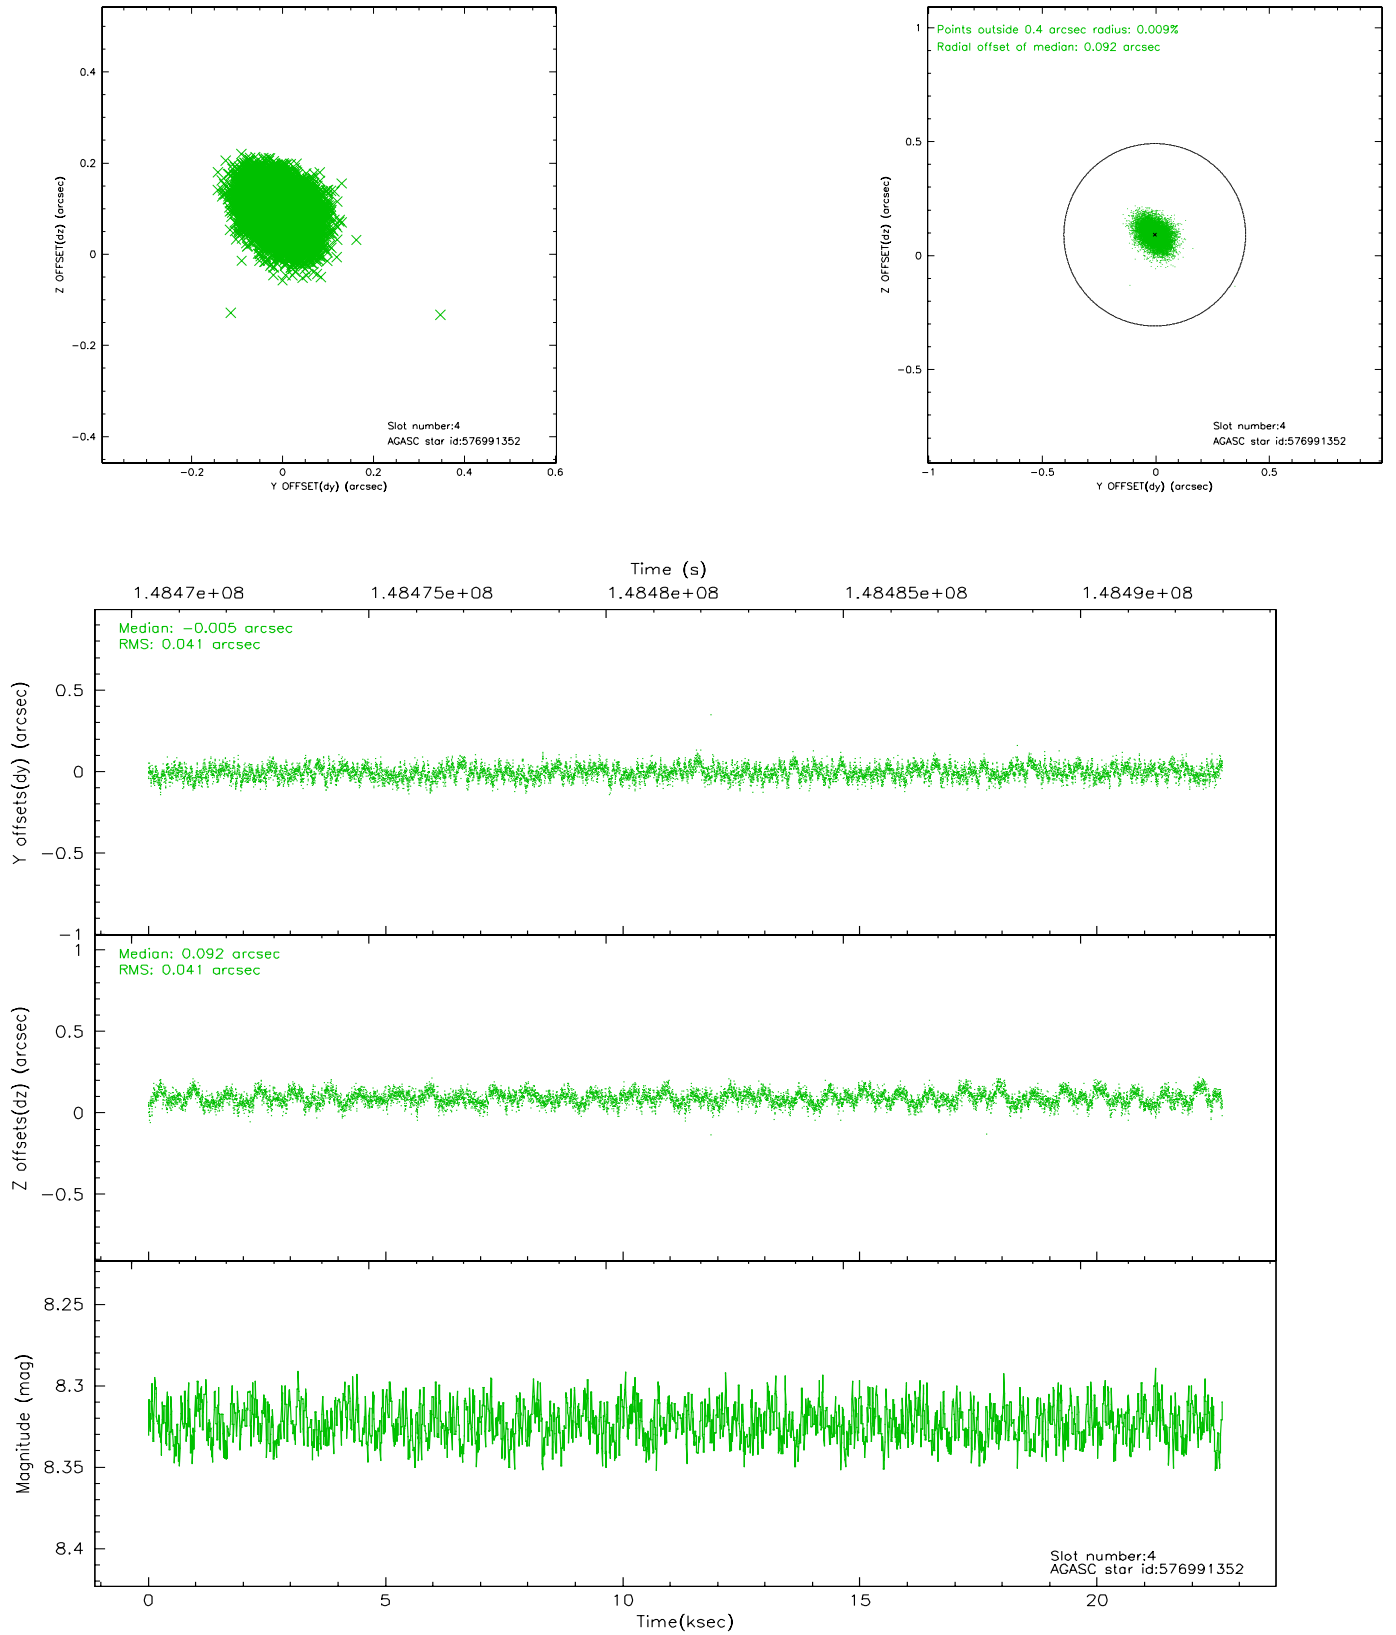 0.4
0.2
0
−0.2
−0.4
Z OFFSET(dz) (arcsec)
−0.2 0 0.2 0.4 0.6
Y OFFSET(dy) (arcsec)
Slot number:4
AGASC star id:576991352
Points outside 0.4 arcsec radius: 0.009%
Radial offset of median: 0.092 arcsec
1
0.5
0
−0.5
Z OFFSET(dz) (arcsec)
−1 −0.5 0 0.5
Y OFFSET(dy) (arcsec)
Slot number:4
AGASC star id:576991352
Time (s)
1.4847e+08 1.48475e+08 1.4848e+08 1.48485e+08 1.4849e+08
Median: −0.005 arcsec
RMS: 0.041 arcsec
0.5
0
−0.5
−1
Y offsets(dy) (arcsec)
Median: 0.092 arcsec
RMS: 0.041 arcsec
1
0.5
0
−0.5
Z offsets(dz) (arcsec)
8.25
8.3
8.35
8.4
Magnitude (mag)
Slot number:4
AGASC star id:576991352
0 5 10 15 20
Time(ksec)